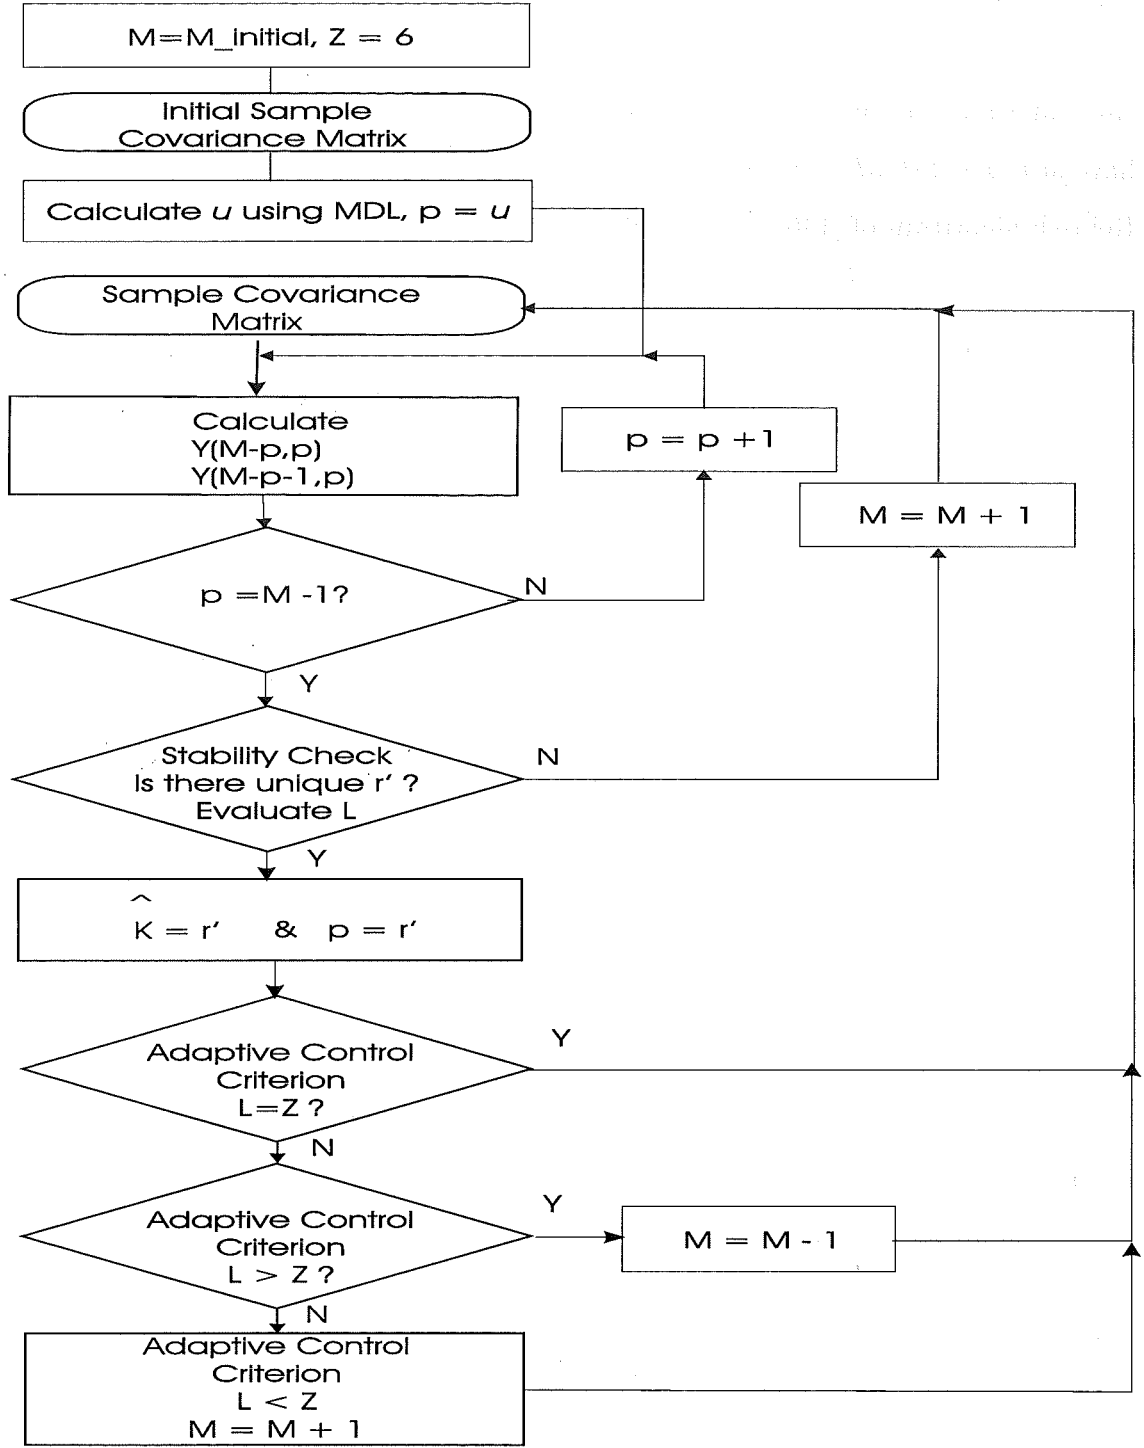 M=M_initial, Z = 6
Initial Sample
Covariance Matrix
Calculate u using MDL, p = u
Sample Covariance
Matrix
Calculate
Y(M-p,p)
Y(M-p-1,p)
p = p +1
M = M + 1
p =M -1?
N
Y
Stability Check
Is there unique r' ?
Evaluate L
N
Y
K̂ = r' & p = r'
Adaptive Control
Criterion
L=Z ?
Y
N
Adaptive Control
Criterion
L > Z ?
Y
M = M - 1
N
Adaptive Control
Criterion
L < Z
M = M + 1